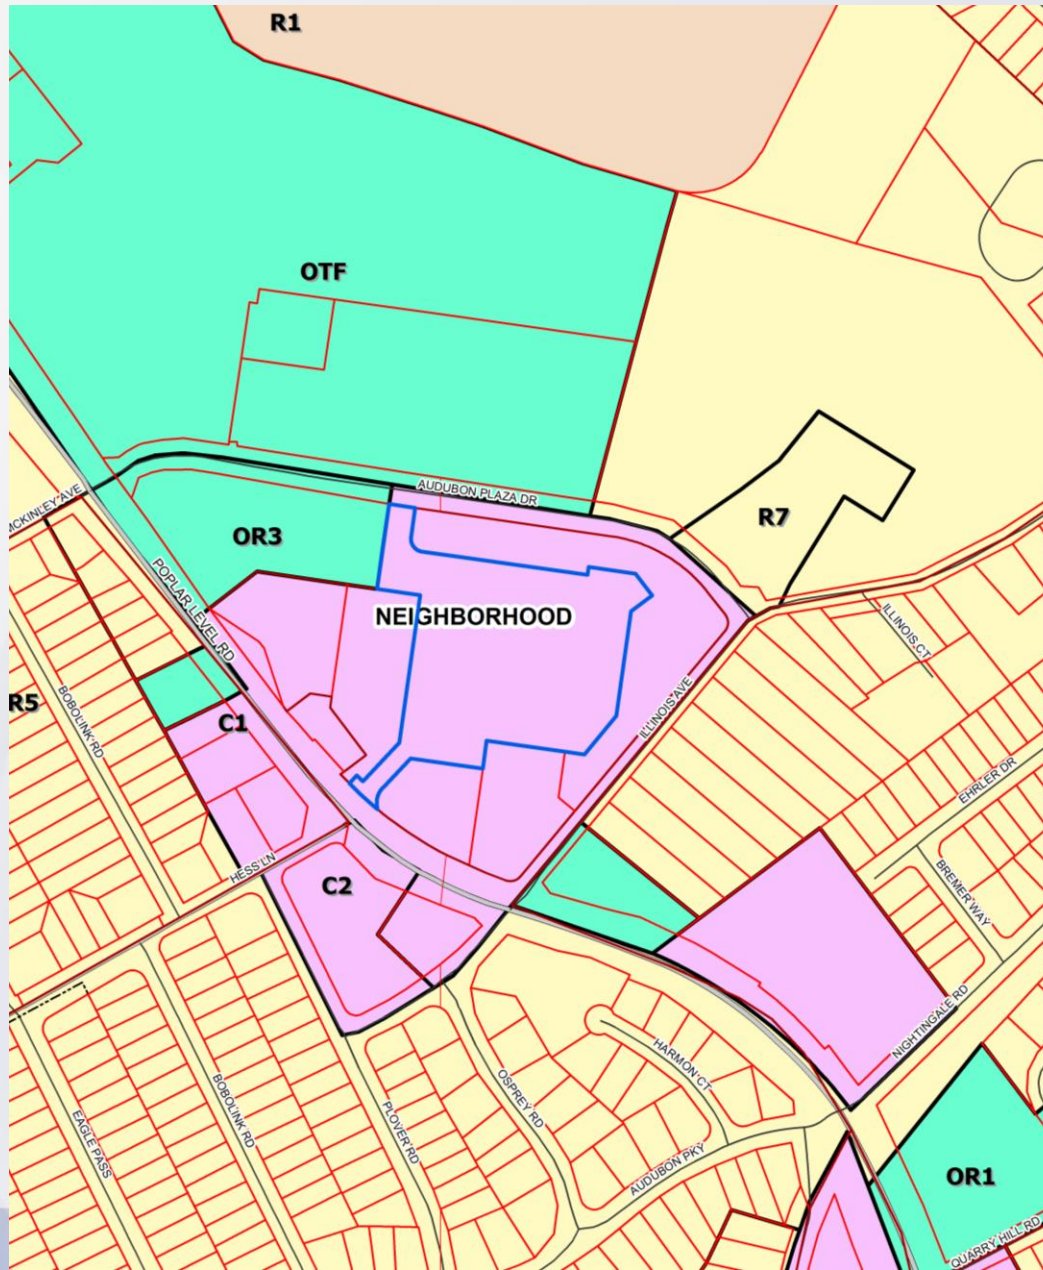 R1
OTF
AUDUBON PLAZA DR
MCKINLEY AVE
OR3
R7
POPLAR LEVEL RD
NEIGHBORHOOD
ILLINOIS CT
R5
BOBOLINK RD
C1
ILLINOIS AVE
EHRLER DR
HESS LN
C2
BREMER WAY
NIGHTINGALE RD
HARMON CT
EAGLE PASS
BOBOLINK RD
PLOVER RD
OSPREY RD
AUDUBON PKY
OR1
QUARRY HILL RD